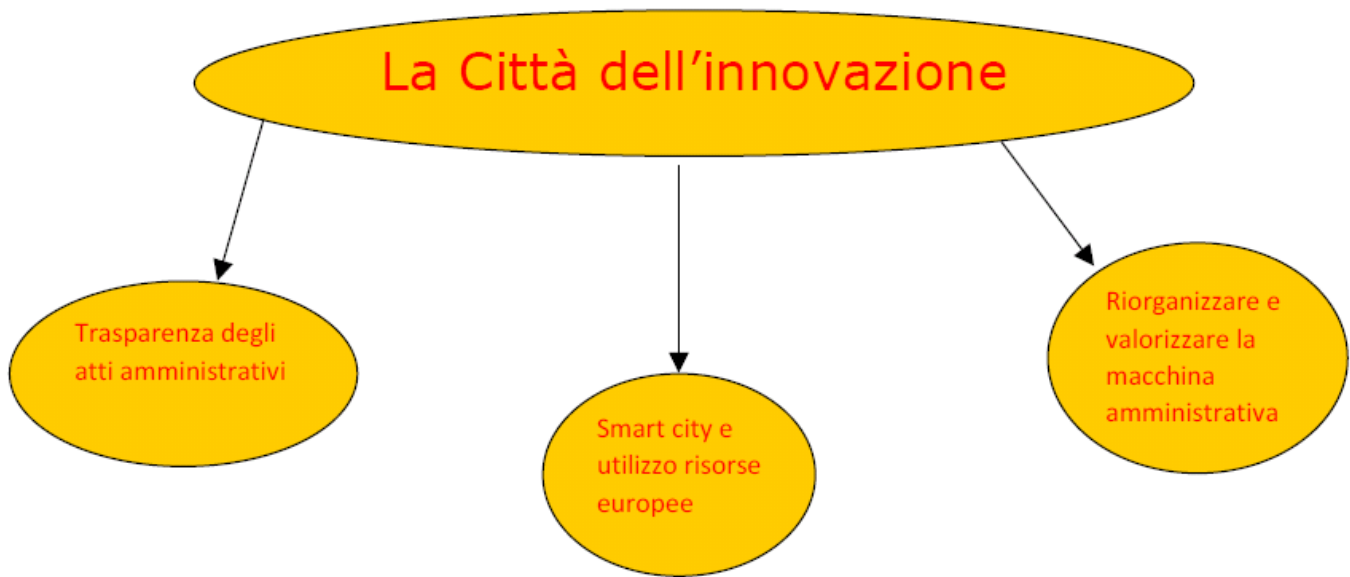 La Città dell’innovazione
Trasparenza degli
atti amministrativi
Smart city e
utilizzo risorse
europee
Riorganizzare e
valorizzare la
macchina
amministrativa